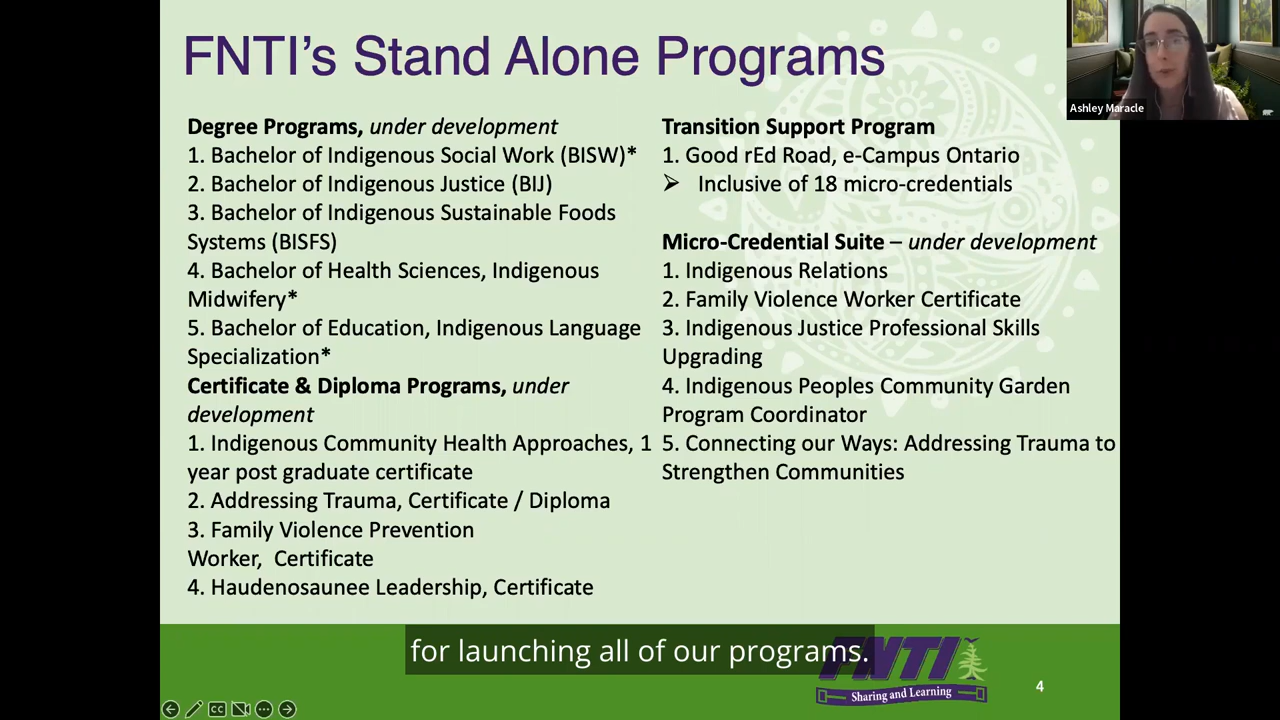 FNTI's Stand Alone Programs
Degree Programs, under development
1. Bachelor of Indigenous Social Work (BISW)*
2. Bachelor of Indigenous Justice (BIJ)
3. Bachelor of Indigenous Sustainable Foods
Systems (BISFS)
4. Bachelor of Health Sciences, Indigenous
Midwifery*
5. Bachelor of Education, Indigenous Language
Specialization*
Certificate & Diploma Programs, under
development
1. Indigenous Community Health Approaches, 1
year post graduate certificate
2. Addressing Trauma, Certificate / Diploma
3. Family Violence Prevention
Worker, Certificate
4. Haudenosaunee Leadership, Certificate
Transition Support Program
1. Good rEd Road, e-Campus Ontario
➢ Inclusive of 18 micro-credentials
Micro-Credential Suite – under development
1. Indigenous Relations
2. Family Violence Worker Certificate
3. Indigenous Justice Professional Skills
Upgrading
4. Indigenous Peoples Community Garden
Program Coordinator
5. Connecting our Ways: Addressing Trauma to
Strengthen Communities
Ashley Maracle
for launching all of our programs.
FNTI
Sharing and Learning
4
CC